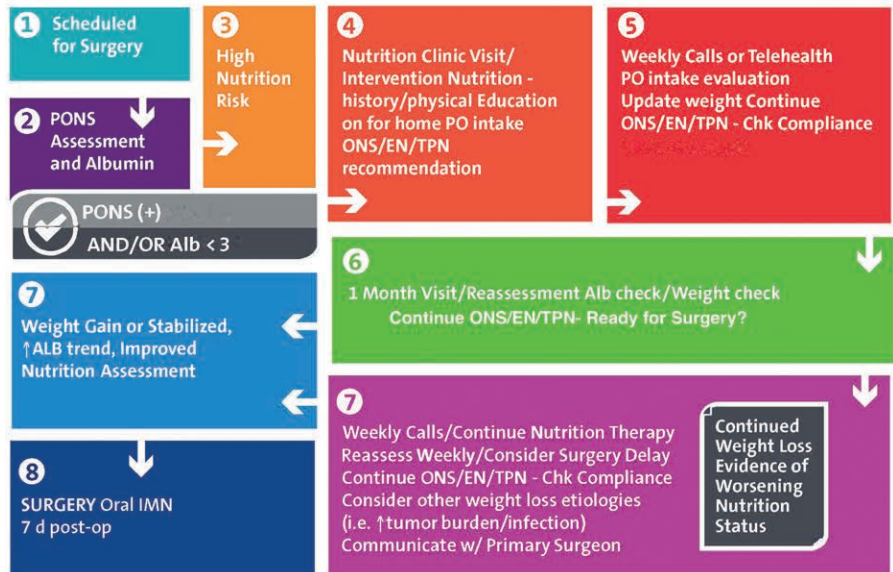 1 Scheduled
for Surgery
2 PONS
Assessment
and Albumin
PONS (+)
AND/OR Alb < 3
3
High
Nutrition
Risk
4
Nutrition Clinic Visit/
Intervention Nutrition -
history/physical Education
on for home PO intake
ONS/EN/TPN
recommendation
5
Weekly Calls or Telehealth
PO intake evaluation
Update weight Continue
ONS/EN/TPN - Chk Compliance
6
1 Month Visit/Reassessment Alb check/Weight check
Continue ONS/EN/TPN- Ready for Surgery?
7
Weight Gain or Stabilized,
↑ALB trend, Improved
Nutrition Assessment
7
Weekly Calls/Continue Nutrition Therapy
Reassess Weekly/Consider Surgery Delay
Continue ONS/EN/TPN - Chk Compliance
Consider other weight loss etiologies
(i.e. ↑tumor burden/infection)
Communicate w/ Primary Surgeon
Continued
Weight Loss
Evidence of
Worsening
Nutrition
Status
8
SURGERY Oral IMN
7 d post-op